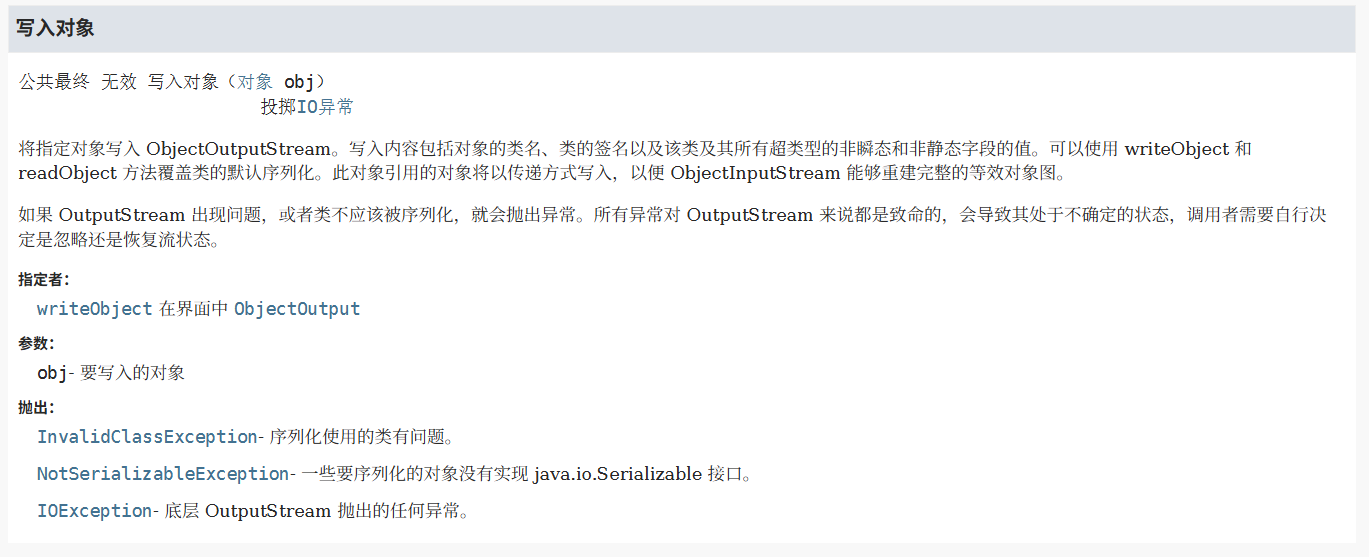 写入对象
公共最终 无效 写入对象（对象 obj）
投掷IO异常
将指定对象写入 ObjectOutputStream。写入内容包括对象的类名、类的签名以及该类及其所有超类型的非瞬态和非静态字段的值。可以使用 writeObject 和
readObject 方法覆盖类的默认序列化。此对象引用的对象将以传递方式写入，以便 ObjectInputStream 能够重建完整的等效对象图。
如果 OutputStream 出现问题，或者类不应该被序列化，就会抛出异常。所有异常对 OutputStream 来说都是致命的，会导致其处于不确定的状态，调用者需要自行决
定是忽略还是恢复流状态。
指定者：
writeObject 在界面中 ObjectOutput
参数：
obj- 要写入的对象
抛出：
InvalidClassException- 序列化使用的类有问题。
NotSerializableException- 一些要序列化的对象没有实现 java.io.Serializable 接口。
IOException- 底层 OutputStream 抛出的任何异常。